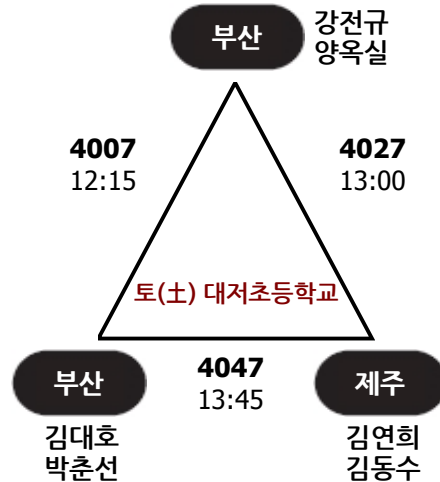 부산
강전규
양옥실
4007
12:15
4027
13:00
토(土) 대저초등학교
부산
4047
13:45
제주
김대호
박춘선
김연희
김동수